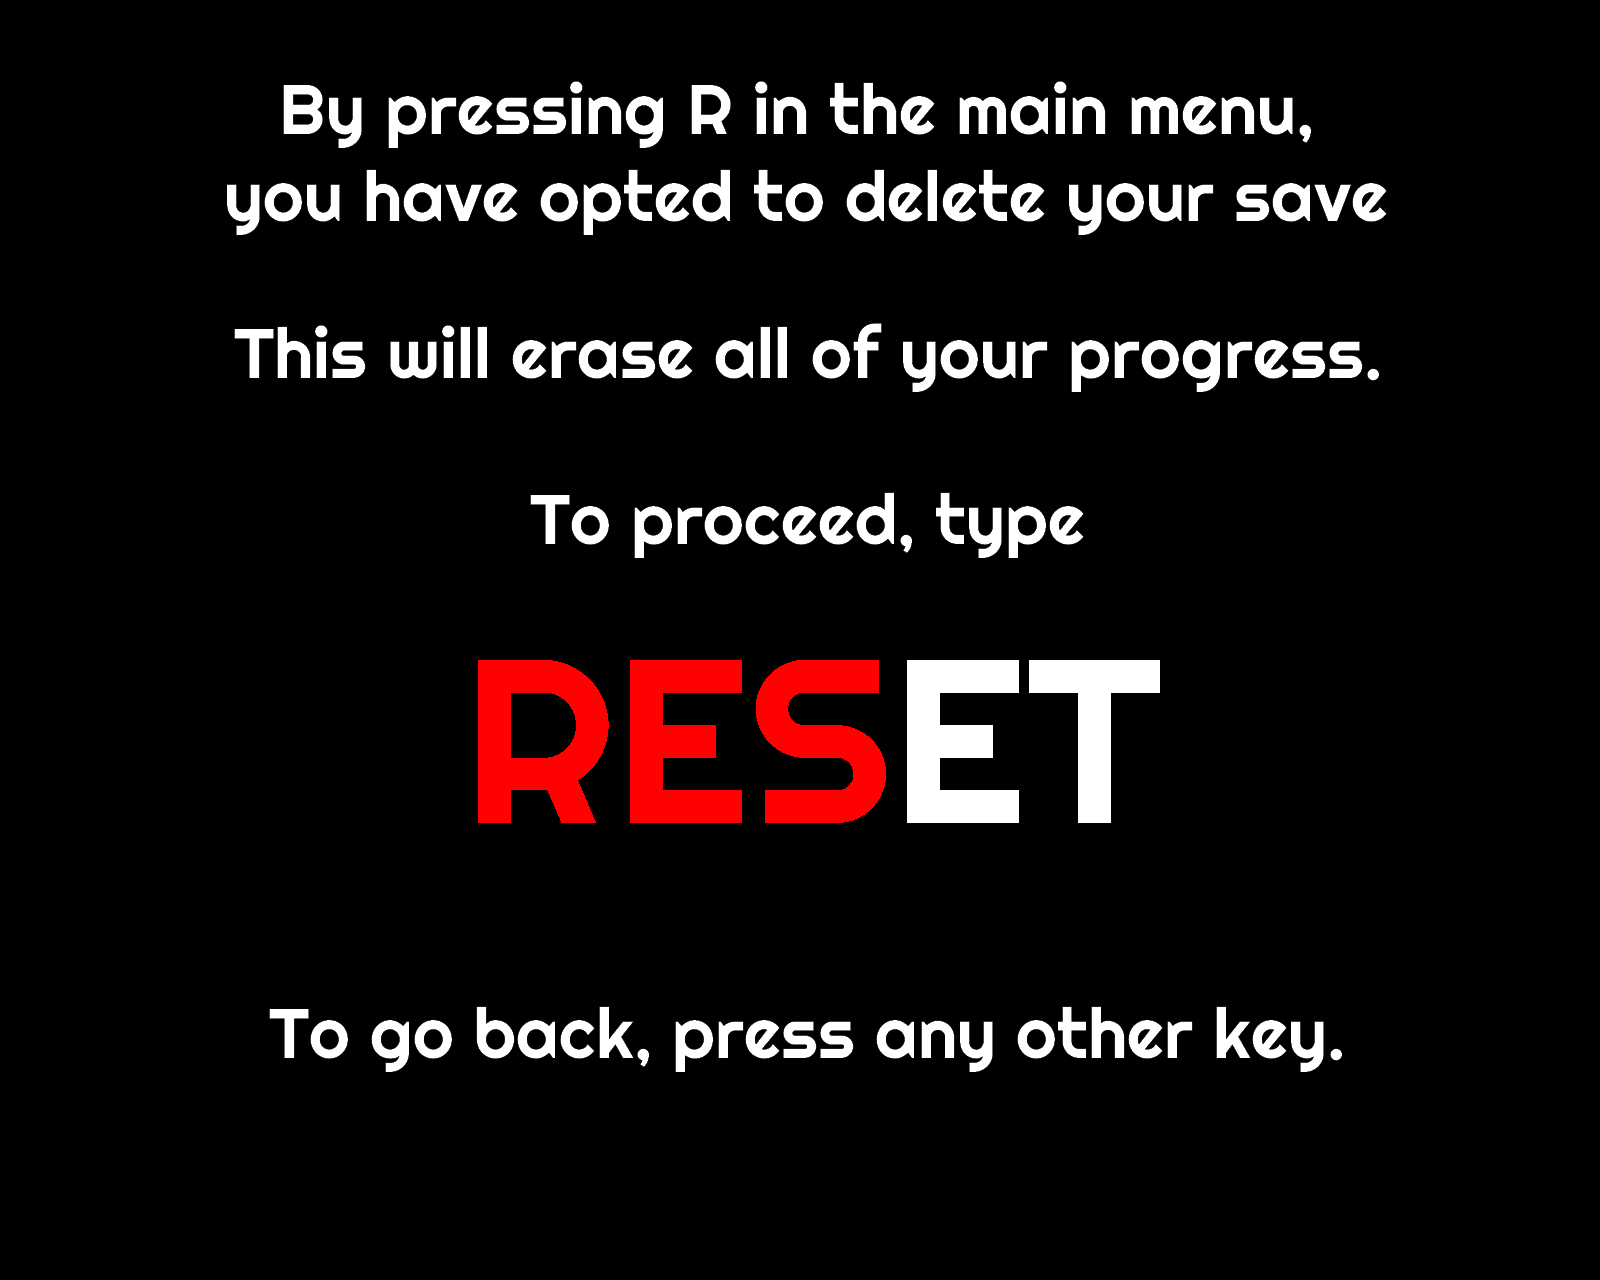 By pressing R in the main menu,
you have opted to delete your save
This will erase all of your progress.
To proceed, type
RESET
To go back, press any other key.